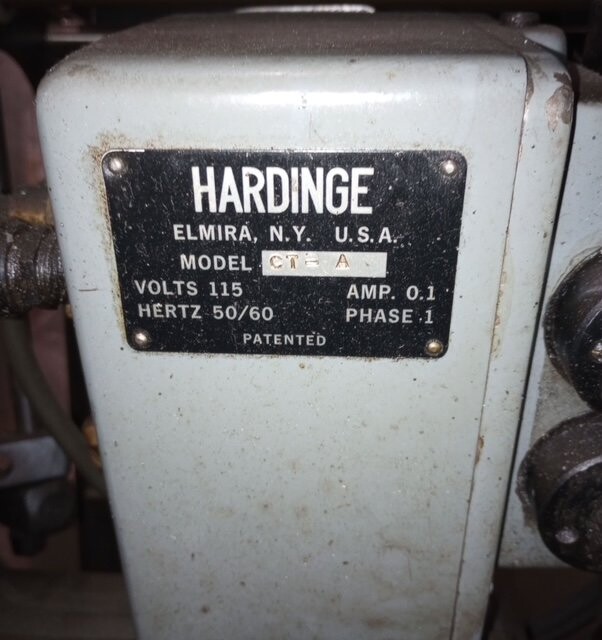 HARDINGE
ELMIRA, N.Y. U.S.A.
MODEL CT- A
VOLTS 115 AMP. 0.1
HERTZ 50/60 PHASE 1
PATENTED